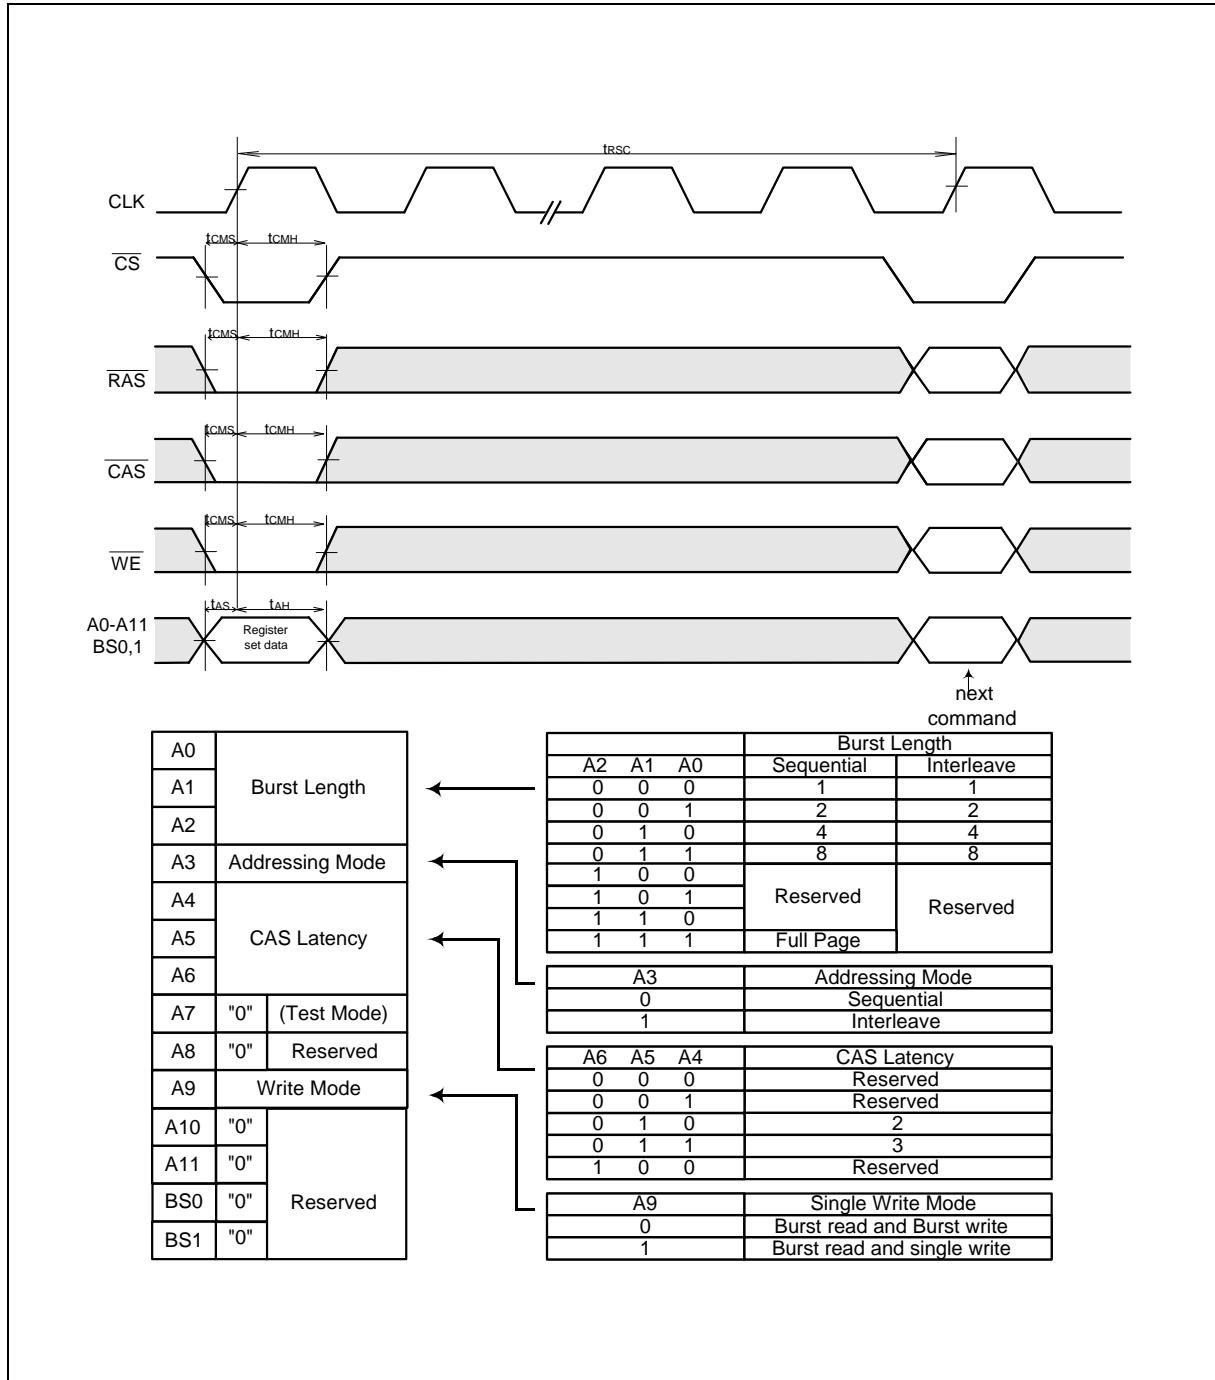 tRSC
CLK
tCMS tCMH
CS
tCMS tCMH
RAS
tCMS tCMH
CAS
tCMS tCMH
WE
tAS tAH
A0-A11
BS0,1
Register
set data
next
command
A0
A1 Burst Length
A2
A3 Addressing Mode
A4
A5 CAS Latency
A6
A7 "0" (Test Mode)
A8 "0" Reserved
A9 Write Mode
A10 "0"
A11 "0"
BS0 "0" Reserved
BS1 "0"
Burst Length
A2 A1 A0 Sequential Interleave
0 0 0 1 1
0 0 1 2 2
0 1 0 4 4
0 1 1 8 8
1 0 0
1 0 1 Reserved Reserved
1 1 0
1 1 1 Full Page
A3 Addressing Mode
0 Sequential
1 Interleave
A6 A5 A4 CAS Latency
0 0 0 Reserved
0 0 1 Reserved
0 1 0 2
0 1 1 3
1 0 0 Reserved
A9 Single Write Mode
0 Burst read and Burst write
1 Burst read and single write